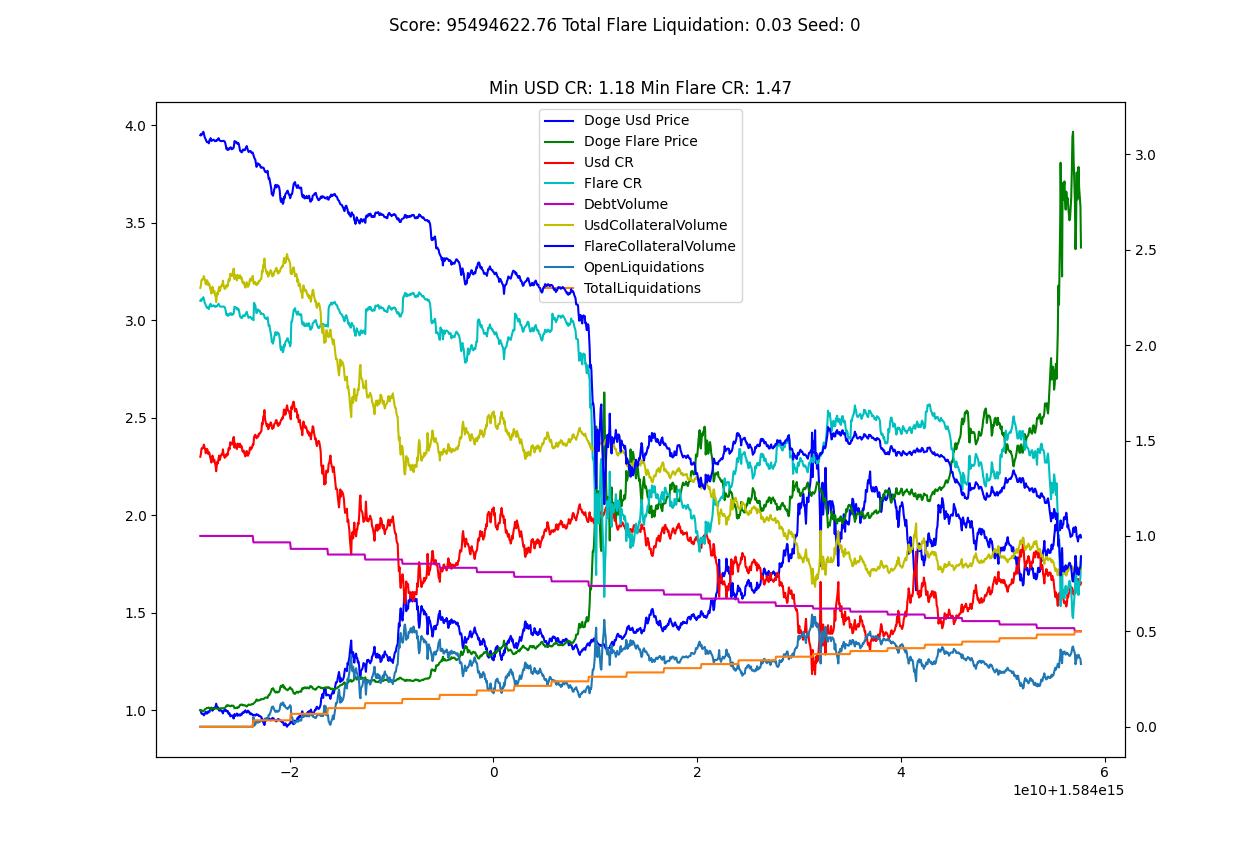 Score: 95494622.76 Total Flare Liquidation: 0.03 Seed: 0
Min USD CR: 1.18 Min Flare CR: 1.47
Doge Usd Price
Doge Flare Price
Usd CR
Flare CR
DebtVolume
UsdCollateralVolume
FlareCollateralVolume
OpenLiquidations
TotalLiquidations
4.0
3.5
3.0
2.5
2.0
1.5
1.0
3.0
2.5
2.0
1.5
1.0
0.5
0.0
−2 0 2 4 6
1e10+1.584e15